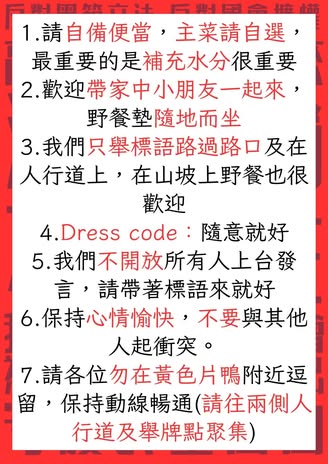 1.請自備便當，主菜請自選，
最重要的是補充水分很重要
2.歡迎帶家中小朋友一起來，
野餐墊隨地而坐
3.我們只舉標語路過路口及在
人行道上，在山坡上野餐也很
歡迎
4.Dress code：隨意就好
5.我們不開放所有人上台發
言，請帶著標語來就好
6.保持心情愉快，不要與其他
人起衝突。
7.請各位勿在黃色片鴨附近逗
留，保持動線暢通(請往兩側人
行道及舉牌點聚集)